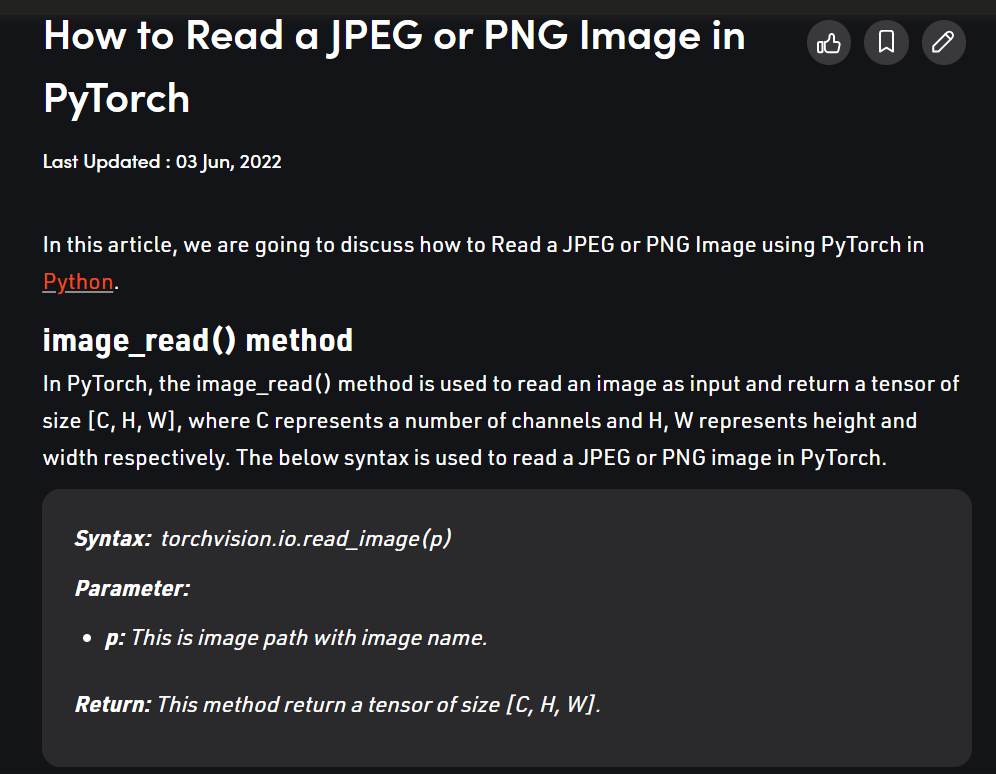 How to Read a JPEG or PNG Image in
PyTorch
Last Updated : 03 Jun, 2022
In this article, we are going to discuss how to Read a JPEG or PNG Image using PyTorch in
Python.
image_read() method
In PyTorch, the image_read() method is used to read an image as input and return a tensor of
size [C, H, W], where C represents a number of channels and H, W represents height and
width respectively. The below syntax is used to read a JPEG or PNG image in PyTorch.
Syntax: torchvision.io.read_image(p)
Parameter:
• p: This is image path with image name.
Return: This method return a tensor of size [C, H, W].